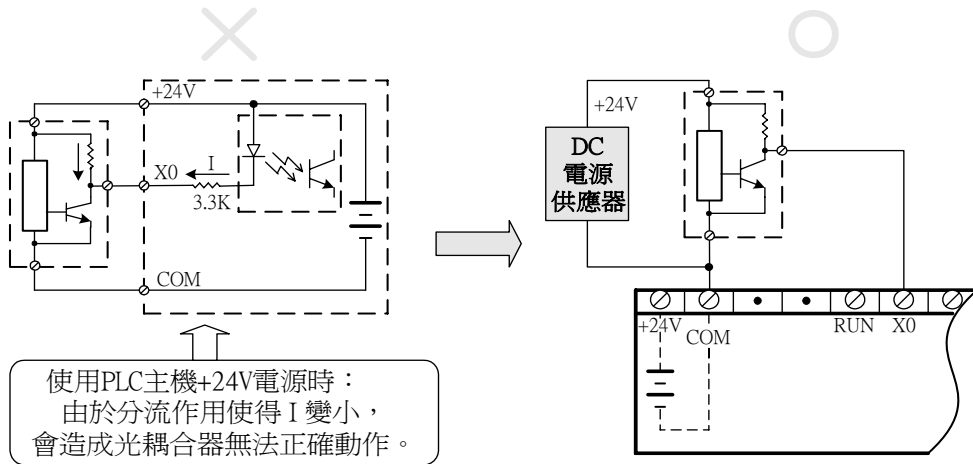 +24V
X0
I
3.3K
COM
使用PLC主機+24V電源時：
由於分流作用使得 I 變小，
會造成光耦合器無法正確動作。
+24V
DC
電源
供應器
+24V
COM
RUN
X0